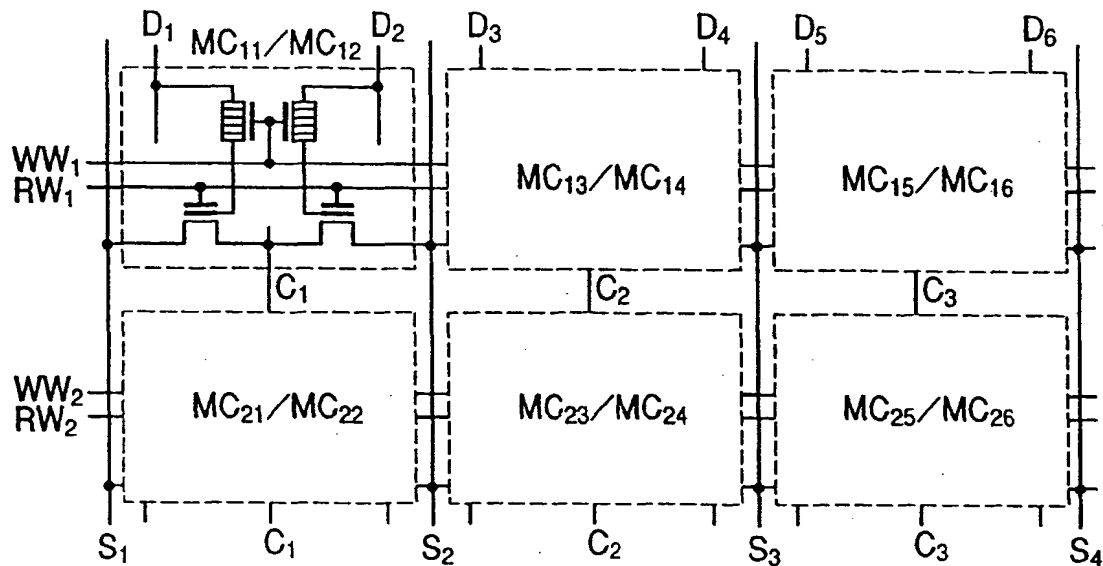 D₁ MC₁₁/MC₁₂ D₂ D₃ D₄ D₅ D₆
WW₁
RW₁
MC₁₃/MC₁₄ MC₁₅/MC₁₆
C₁ C₂ C₃
WW₂
RW₂
MC₂₁/MC₂₂ MC₂₃/MC₂₄ MC₂₅/MC₂₆
S₁ C₁ S₂ C₂ S₃ C₃ S₄